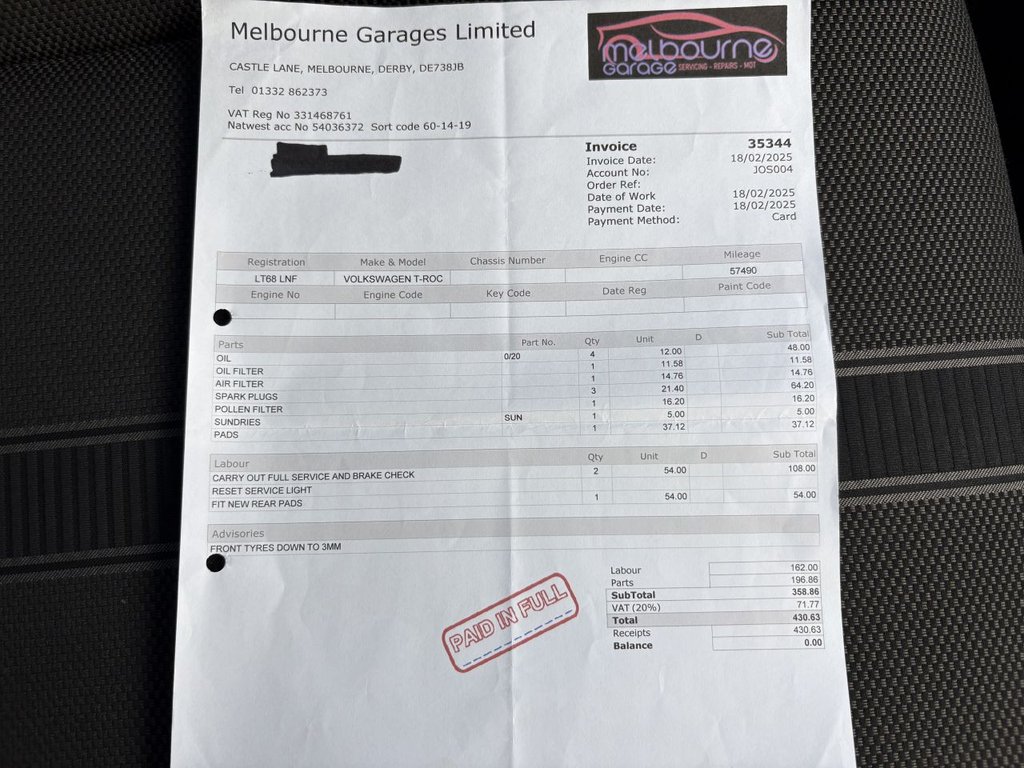 Melbourne Garages Limited
melbourne
GARAGE SERVICING - REPAIRS - MOT
CASTLE LANE, MELBOURNE, DERBY, DE738JB
Tel 01332 862373
VAT Reg No 331468761
Natwest acc No 54036372 Sort code 60-14-19
Invoice 35344
Invoice Date: 18/02/2025
Account No: JOS004
Order Ref:
Date of Work 18/02/2025
Payment Date: 18/02/2025
Payment Method: Card
Registration Make & Model Chassis Number Engine CC Mileage
LT68 LNF VOLKSWAGEN T-ROC 57490
Engine No Engine Code Key Code Date Reg Paint Code
Parts Part No. Qty Unit D Sub Total
OIL 0/20 4 12.00 48.00
OIL FILTER 1 11.58 11.58
AIR FILTER 1 14.76 14.76
SPARK PLUGS 3 21.40 64.20
POLLEN FILTER 1 16.20 16.20
SUNDRIES SUN 1 5.00 5.00
PADS 1 37.12 37.12
Labour Qty Unit D Sub Total
CARRY OUT FULL SERVICE AND BRAKE CHECK 2 54.00 108.00
RESET SERVICE LIGHT
FIT NEW REAR PADS 1 54.00 54.00
Advisories
FRONT TYRES DOWN TO 3MM
Labour 162.00
Parts 196.86
SubTotal 358.86
VAT (20%) 71.77
Total 430.63
Receipts 430.63
Balance 0.00
PAID IN FULL